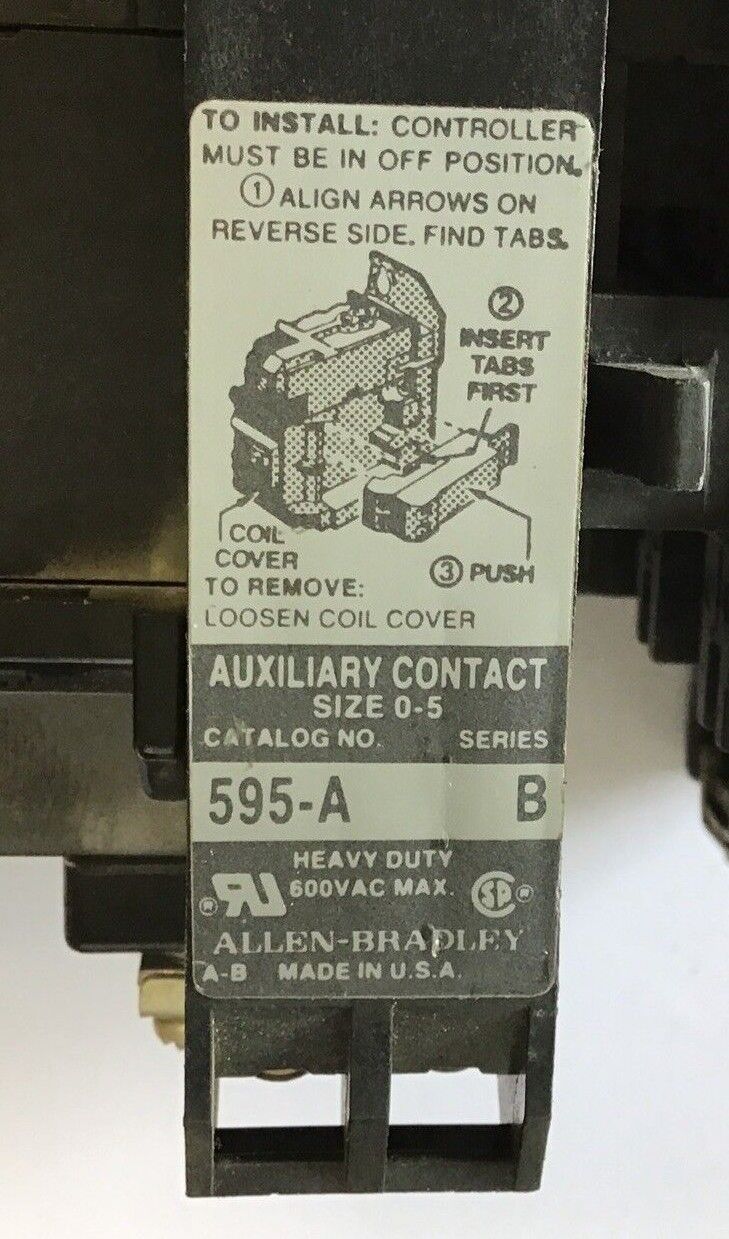 TO INSTALL: CONTROLLER
MUST BE IN OFF POSITION.
① ALIGN ARROWS ON
REVERSE SIDE. FIND TABS.
②
INSERT
TABS
FIRST
COIL
COVER
③ PUSH
TO REMOVE:
LOOSEN COIL COVER
AUXILIARY CONTACT
SIZE 0-5
CATALOG NO. SERIES
595-A B
HEAVY DUTY
600VAC MAX.
ALLEN-BRADLEY
A-B MADE IN U.S.A.